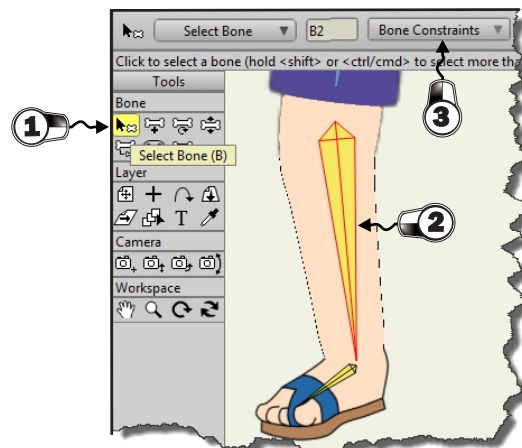 Select Bone B2 Bone Constraints
Click to select a bone (hold <shift> or <ctrl/cmd> to select more tha
Tools
Bone
1
3
Select Bone (B)
Layer
T
2
Camera
Workspace